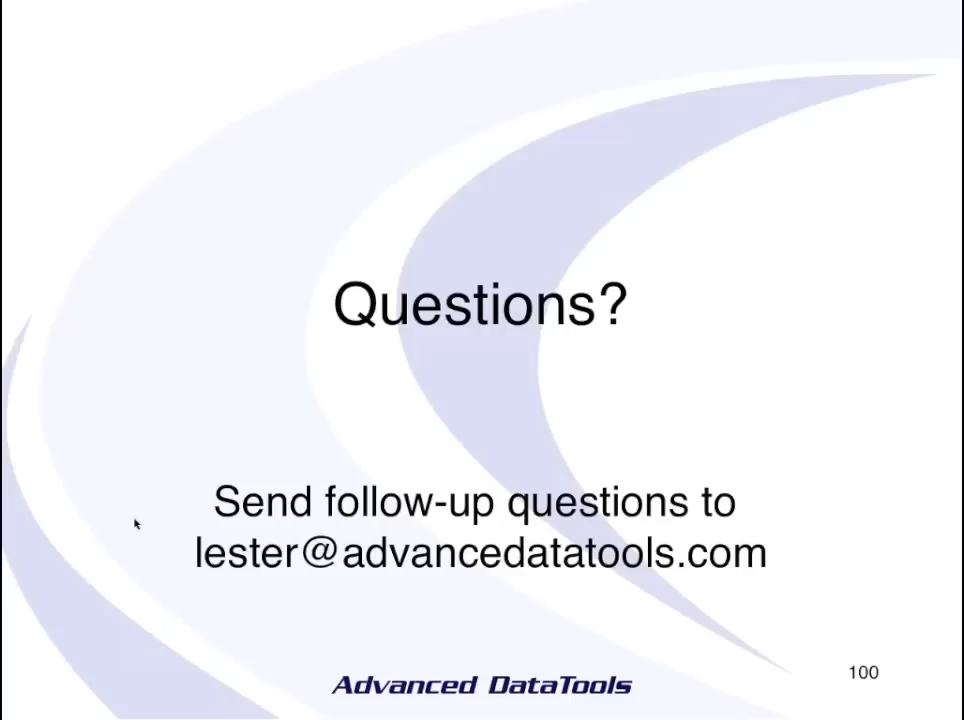 Questions?
Send follow-up questions to
lester@advancedatatools.com
Advanced DataTools
100